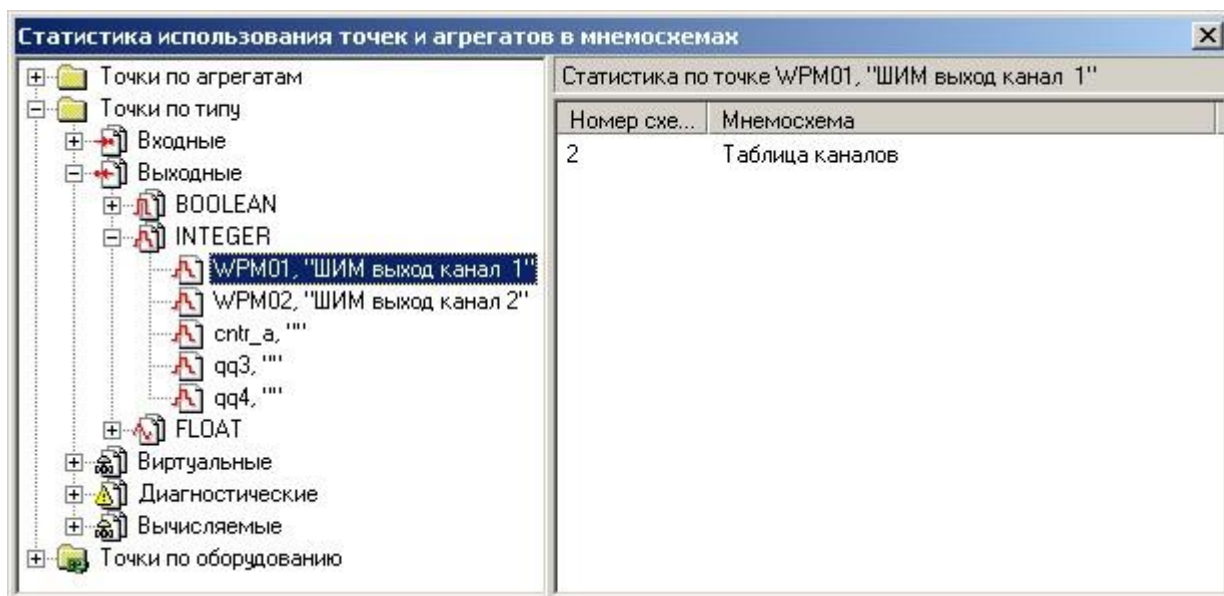 Статистика использования точек и агрегатов в мнемосхемах
Точки по агрегатам
Точки по типу
Входные
Выходные
BOOLEAN
INTEGER
WPM01, "ШИМ выход канал 1"
WPM02, "ШИМ выход канал 2"
cntr_a, ""
qq3, ""
qq4, ""
FLOAT
Виртуальные
Диагностические
Вычисляемые
Точки по оборудованию
Статистика по точке WPM01, "ШИМ выход канал 1"
Номер схе... Мнемосхема
2 Таблица каналов